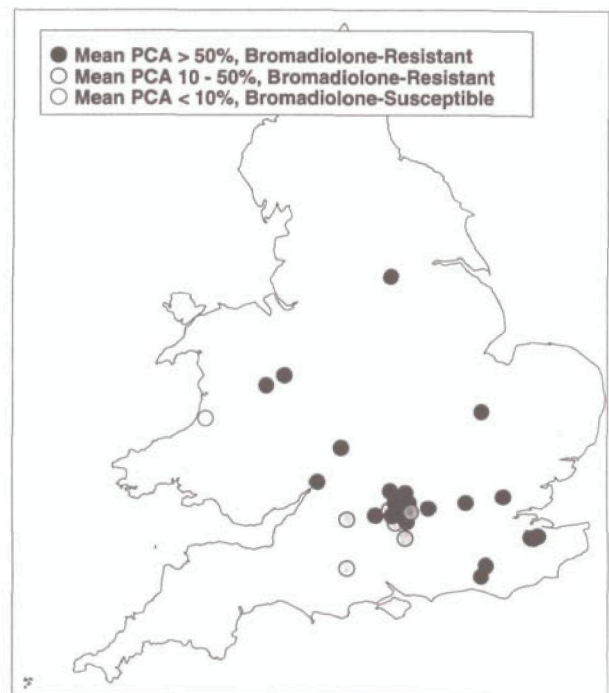 Mean PCA > 50%, Bromadiolone-Resistant
Mean PCA 10 - 50%, Bromadiolone-Resistant
Mean PCA < 10%, Bromadiolone-Susceptible